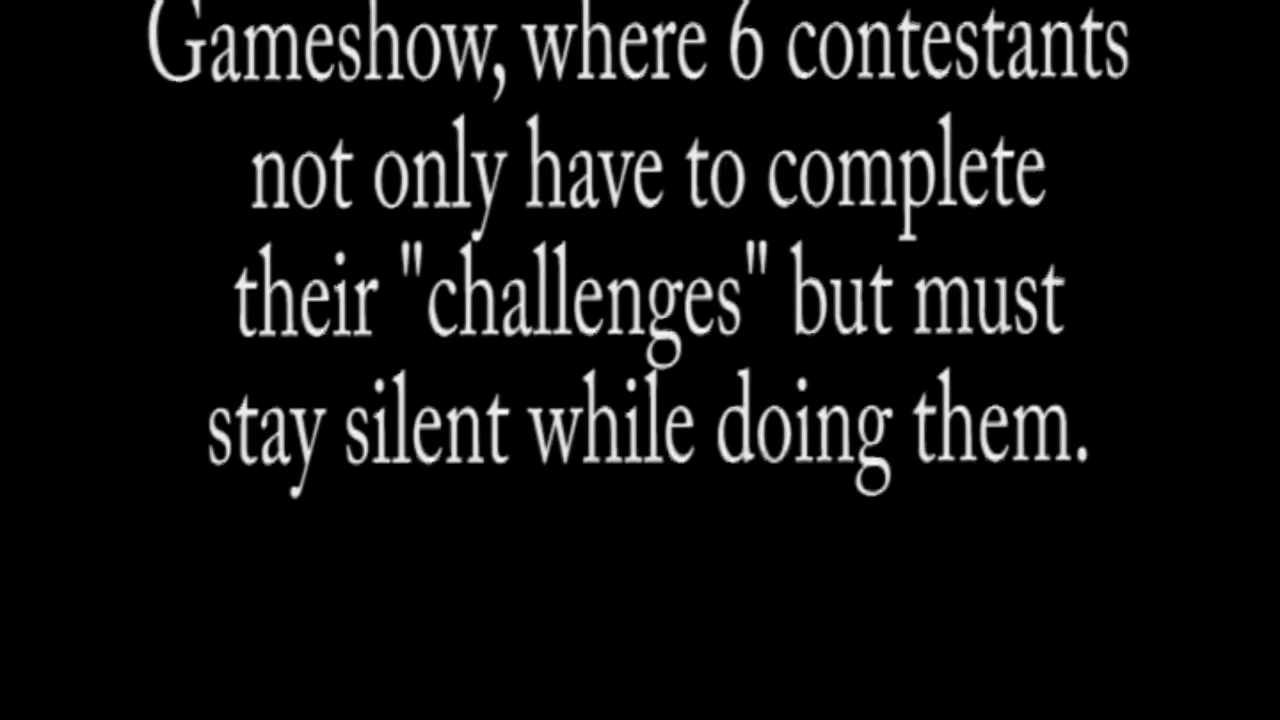 Gameshow, where 6 contestants
not only have to complete
their "challenges" but must
stay silent while doing them.